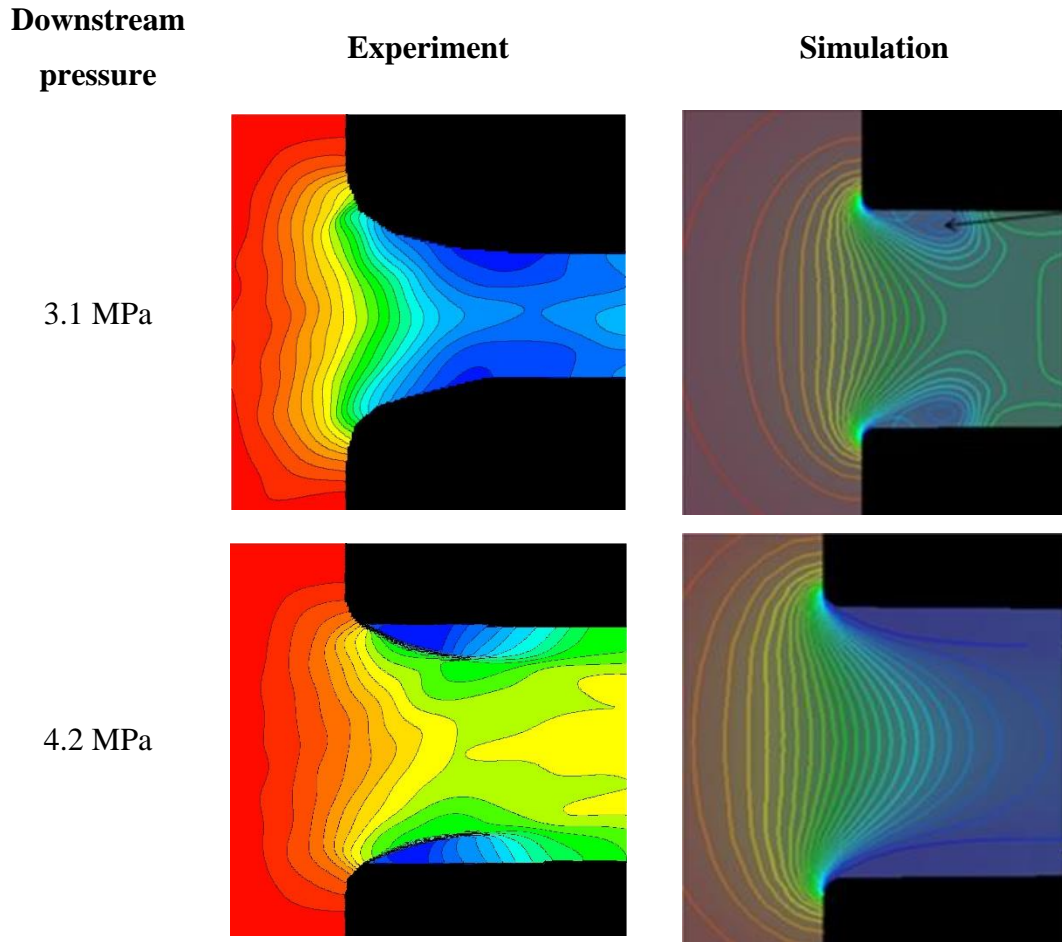 Downstream
pressure
Experiment
Simulation
3.1 MPa
4.2 MPa